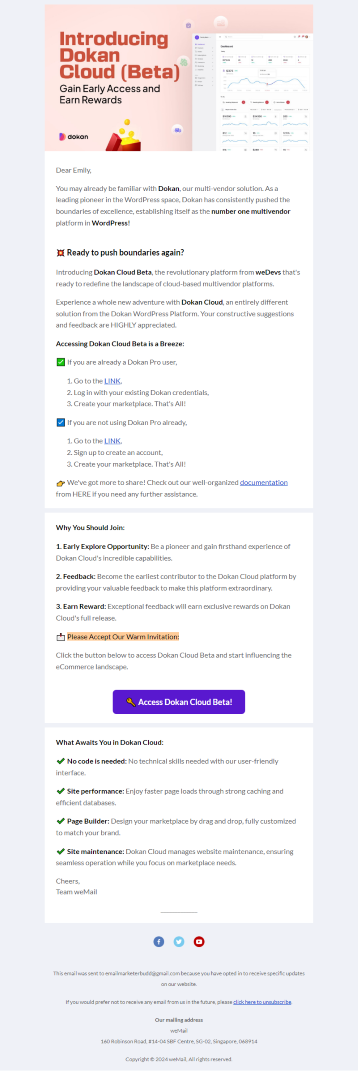 Introducing
Dokan
Cloud (Beta)
Gain Early Access and
Earn Rewards
dokan
Dear Emily,
You may already be familiar with Dokan, our multi-vendor solution. As a
leading pioneer in the WordPress space, Dokan has consistently pushed the
boundaries of excellence, establishing itself as the number one multivendor
platform in WordPress!
💥 Ready to push boundaries again?
Introducing Dokan Cloud Beta, the revolutionary platform from weDevs that's
ready to redefine the landscape of cloud-based multivendor platforms.
Experience a whole new adventure with Dokan Cloud, an entirely different
solution from the Dokan WordPress Platform. Your constructive suggestions
and feedback are HIGHLY appreciated.
Accessing Dokan Cloud Beta is a Breeze:
✅ If you are already a Dokan Pro user,
1. Go to the LINK,
2. Log in with your existing Dokan credentials,
3. Create your marketplace. That's All!
☑️ If you are not using Dokan Pro already,
1. Go to the LINK,
2. Sign up to create an account,
3. Create your marketplace. That's All!
👉 We've got more to share! Check out our well-organized documentation
from HERE if you need any further assistance.
Why You Should Join:
1. Early Explore Opportunity: Be a pioneer and gain firsthand experience of
Dokan Cloud's incredible capabilities.
2. Feedback: Become the earliest contributor to the Dokan Cloud platform by
providing your valuable feedback to make this platform extraordinary.
3. Earn Reward: Exceptional feedback will earn exclusive rewards on Dokan
Cloud's full release.
📩 Please Accept Our Warm Invitation:
Click the button below to access Dokan Cloud Beta and start influencing the
eCommerce landscape.
🔑 Access Dokan Cloud Beta!
What Awaits You in Dokan Cloud:
✔ No code is needed: No technical skills needed with our user-friendly
interface.
✔ Site performance: Enjoy faster page loads through strong caching and
efficient databases.
✔ Page Builder: Design your marketplace by drag and drop, fully customized
to match your brand.
✔ Site maintenance: Dokan Cloud manages website maintenance, ensuring
seamless operation while you focus on marketplace needs.
Cheers,
Team weMail
This email was sent to emailmarketerbudd@gmail.com because you have opted in to receive specific updates
on our website.
If you would prefer not to receive any email from us in the future, please click here to unsubscribe.
Our mailing address
weMail
160 Robinson Road, #14-04 SBF Centre, SG-02, Singapore, 068914
Copyright © 2024 weMail, All rights reserved